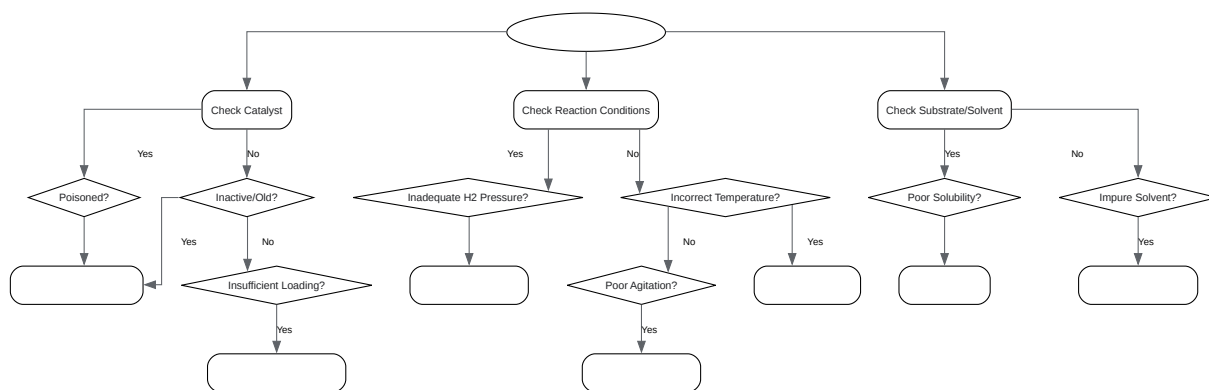 Check Catalyst
Check Reaction Conditions
Check Substrate/Solvent
Yes
No
Yes
No
Yes
No
Poisoned?
Inactive/Old?
Inadequate H2 Pressure?
Incorrect Temperature?
Poor Solubility?
Impure Solvent?
Yes
No
No
Yes
Yes
Insufficient Loading?
Poor Agitation?
Yes
Yes